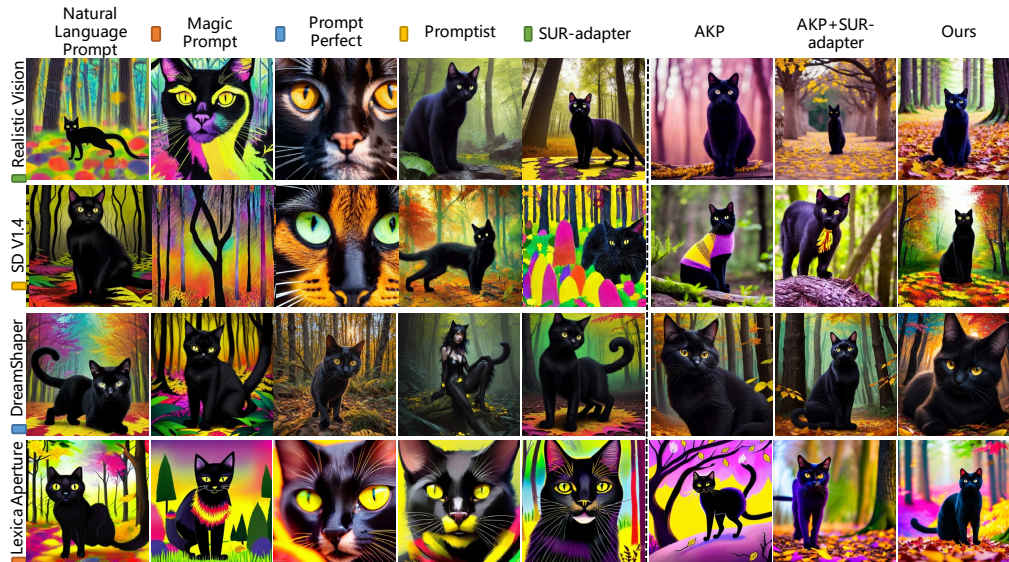 Natural
Language
Prompt
Magic
Prompt
Prompt
Perfect
Promptist
SUR-adapter
AKP
AKP+SUR-
adapter
Ours
Realistic Vision
SD V1.4
DreamShaper
Lexica Aperture